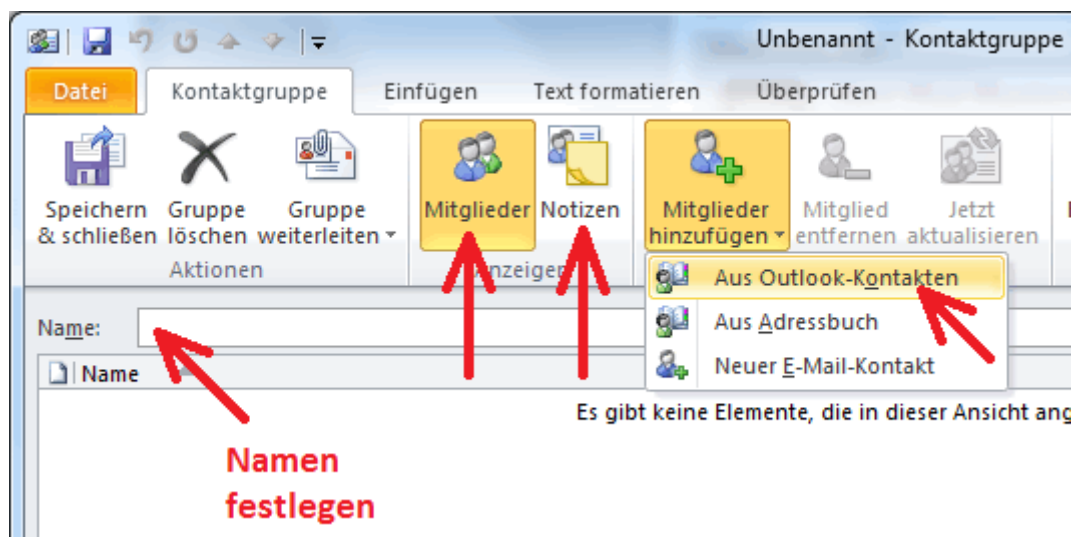 Unbenannt - Kontaktgruppe
Datei Kontaktgruppe Einfügen Text formatieren Überprüfen
Speichern & schließen
Gruppe löschen
Gruppe weiterleiten
Mitglieder
Notizen
Mitglieder hinzufügen
Mitglied entfernen
Jetzt aktualisieren
Aktionen
Anzeigen
Aus Outlook-Kontakten
Aus Adressbuch
Neuer E-Mail-Kontakt
Name:
Name
Es gibt keine Elemente, die in dieser Ansicht
Namen
festlegen